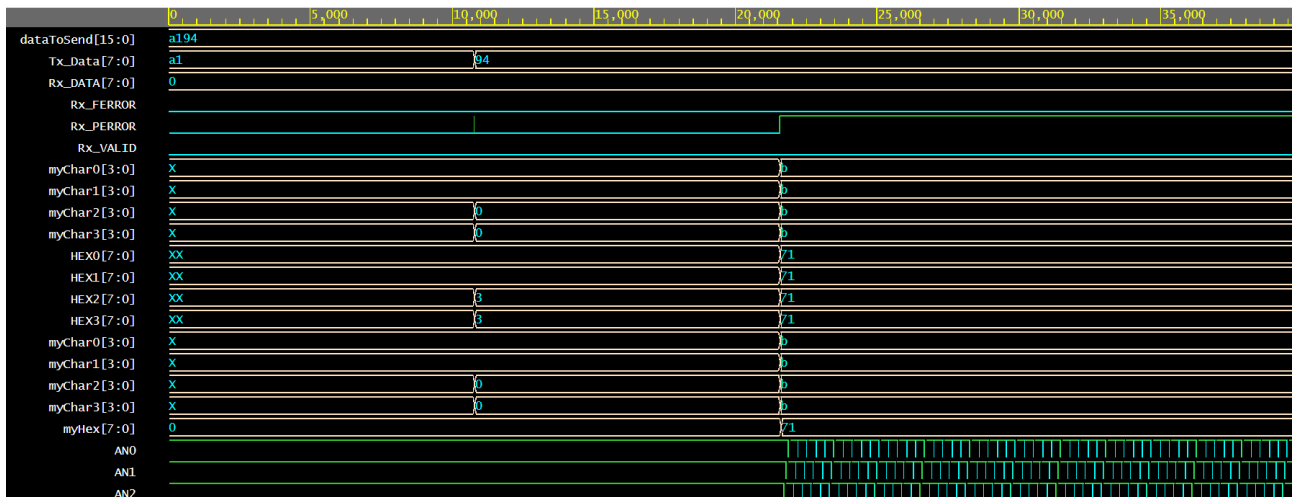 0 5,000 10,000 15,000 20,000 25,000 30,000 35,000
dataToSend[15:0] a194
Tx_Data[7:0] a1 94
Rx_DATA[7:0] 0
Rx_FERROR
Rx_PERROR
Rx_VALID
myChar0[3:0] X b
myChar1[3:0] X b
myChar2[3:0] X 0 b
myChar3[3:0] X 0 b
HEX0[7:0] XX 71
HEX1[7:0] XX 71
HEX2[7:0] XX 3 71
HEX3[7:0] XX 3 71
myChar0[3:0] X b
myChar1[3:0] X b
myChar2[3:0] X 0 b
myChar3[3:0] X 0 b
myHex[7:0] 0 71
AN0
AN1
AN2